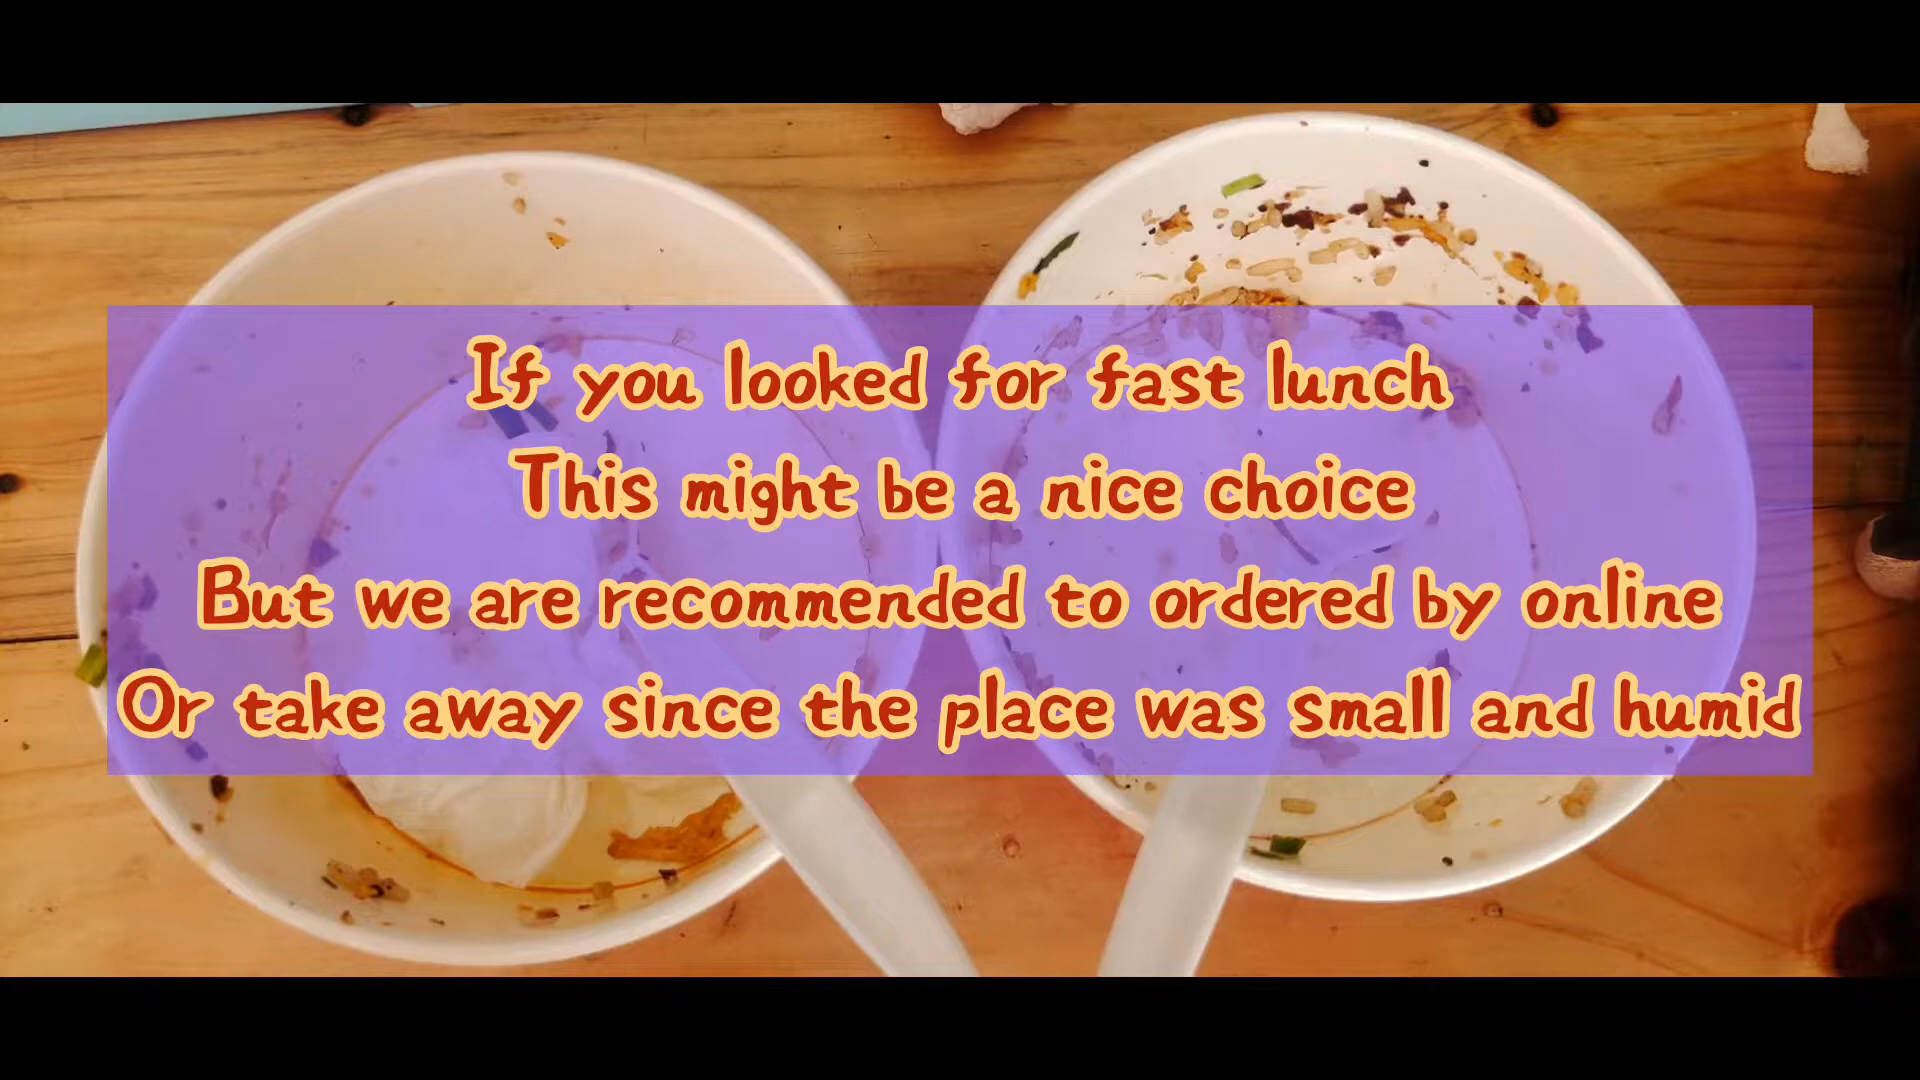 If you looked for fast lunch
This might be a nice choice
But we are recommended to ordered by online
Or take away since the place was small and humid